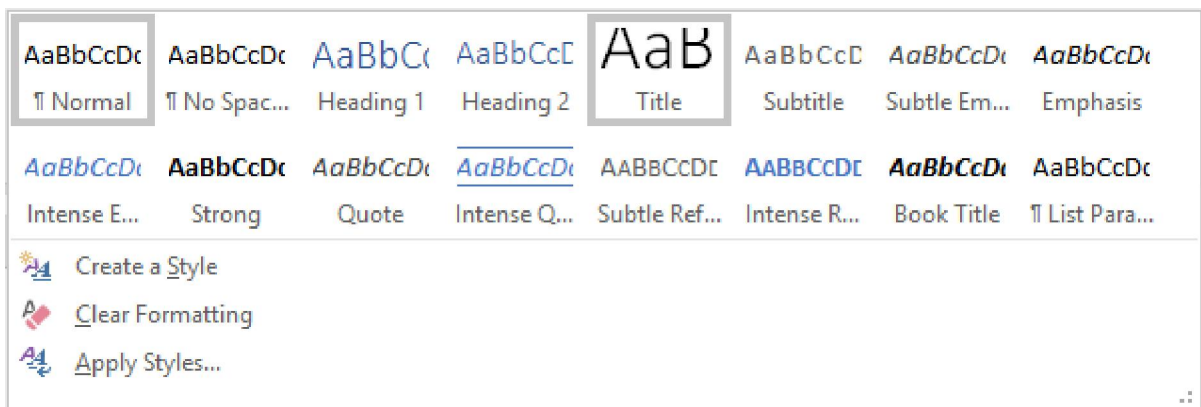 AaBbCcDc AaBbCcDc AaBbCc AaBbCcD AaB AaBbCcD AaBbCcDc AaBbCcDc
¶ Normal ¶ No Spac... Heading 1 Heading 2 Title Subtitle Subtle Em... Emphasis
AaBbCcDc AaBbCcDc AaBbCcDc AaBbCcDc AABBCCDD AABBCCDD AaBbCcDc AaBbCcDc
Intense E... Strong Quote Intense Q... Subtle Ref... Intense R... Book Title ¶ List Para...
Create a Style
Clear Formatting
Apply Styles...